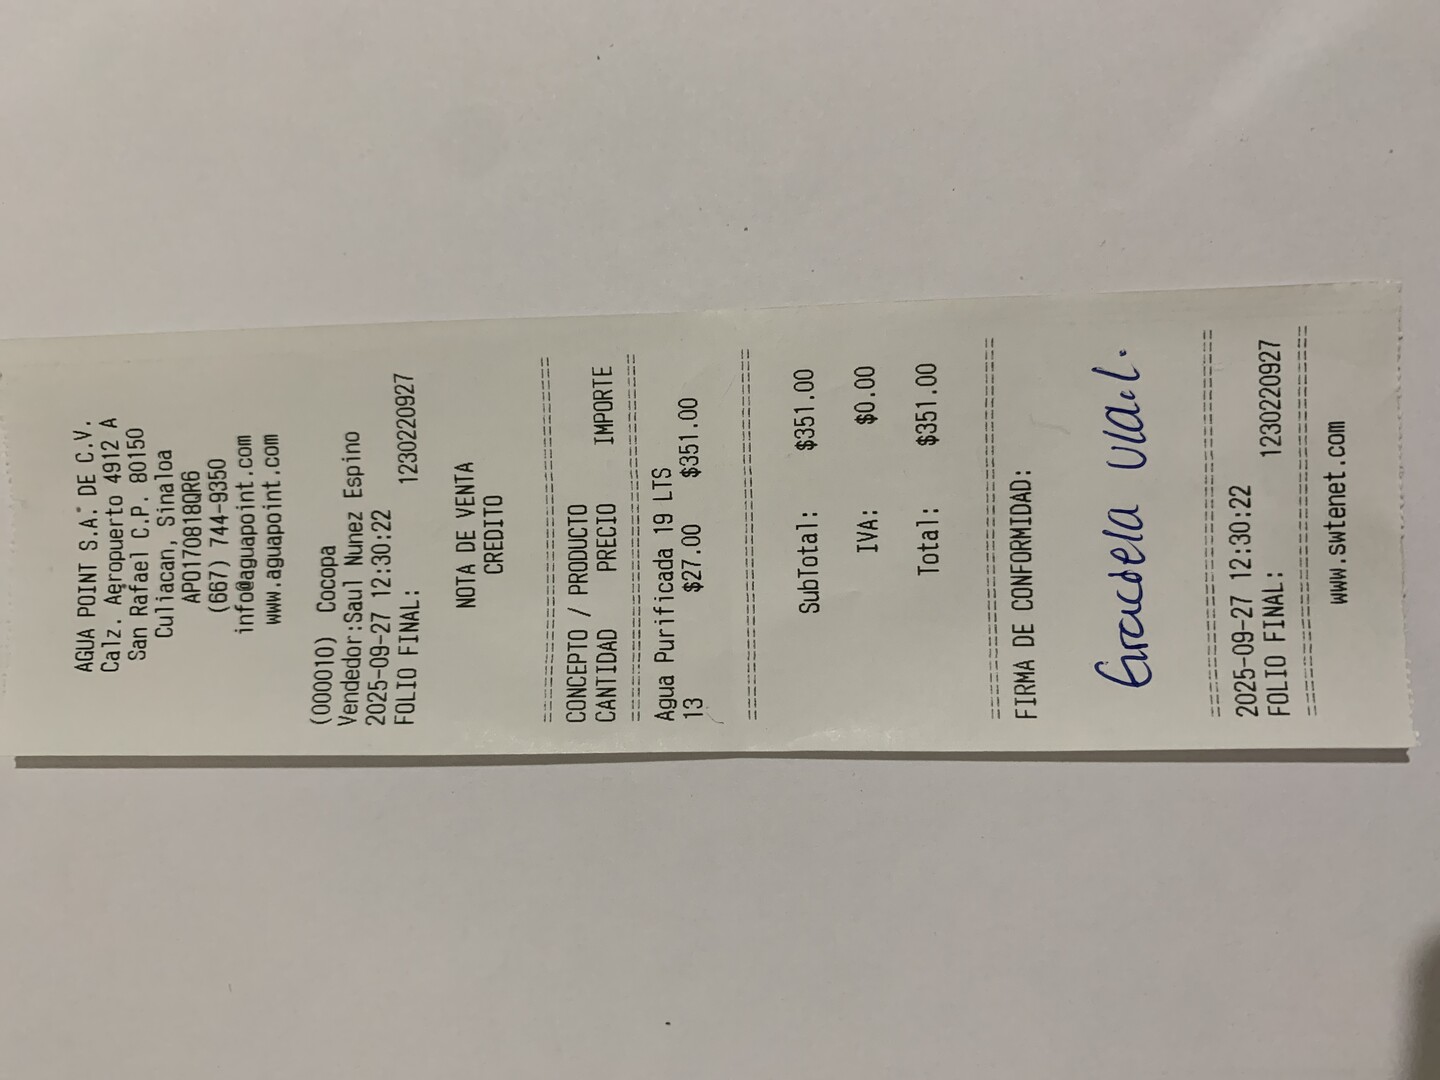 AGUA POINT S.A. DE C.V.
Calz. Aeropuerto 4912 A
San Rafael C.P. 80150
Culiacan, Sinaloa
APO170818QR6
(667) 744-9350
info@aguapoint.com
www.aguapoint.com
(000010) Cocopa
Vendedor:Saul Nunez Espino
2025-09-27 12:30:22
FOLIO FINAL: 1230220927
NOTA DE VENTA
CREDITO
================================
CONCEPTO / PRODUCTO
CANTIDAD PRECIO IMPORTE
================================
Agua Purificada 19 LTS
13 $27.00 $351.00
================================
SubTotal: $351.00
IVA: $0.00
Total: $351.00
================================
FIRMA DE CONFORMIDAD:
Graciela
================================
2025-09-27 12:30:22
FOLIO FINAL: 1230220927
================================
www.swtenet.com